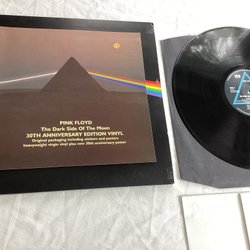 PINK FLOYD
The Dark Side Of The Moon
30TH ANNIVERSARY EDITION VINYL
Original packaging including stickers and posters
heavyweight virgin vinyl plus new 30th anniversary poster